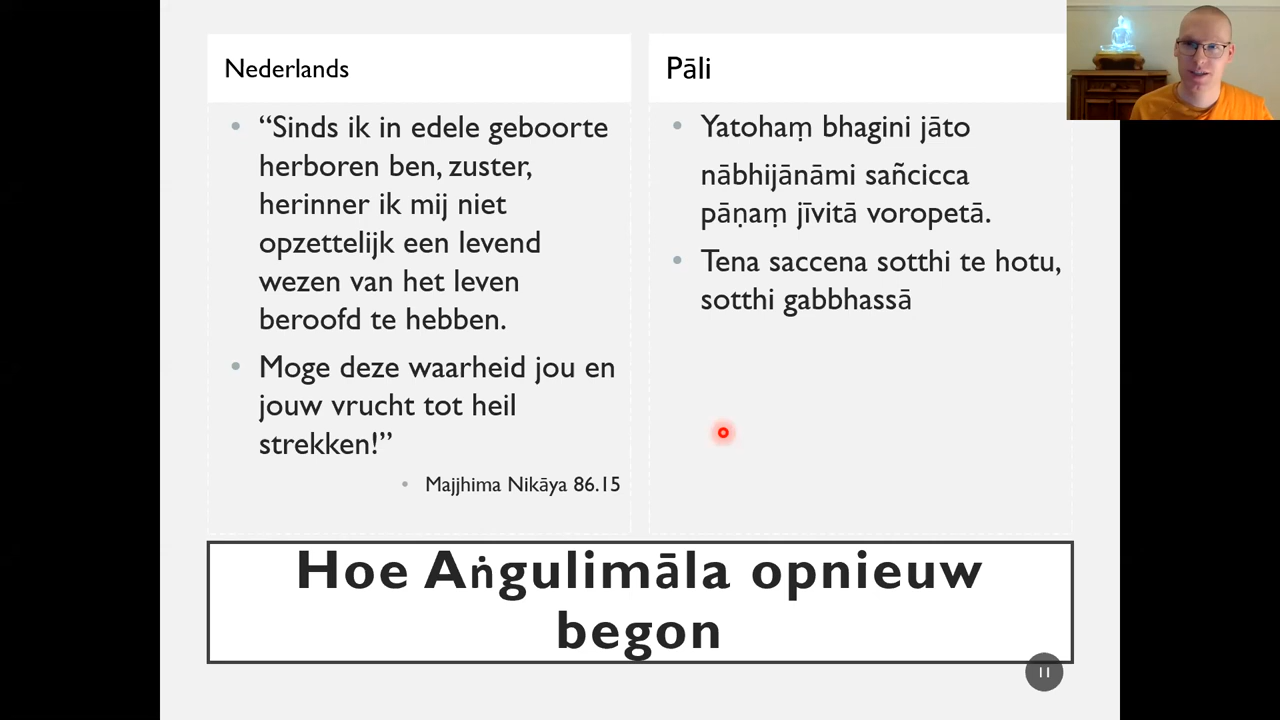 Nederlands
“Sinds ik in edele geboorte
herboren ben, zuster,
herinner ik mij niet
opzettelijk een levend
wezen van het leven
beroofd te hebben.
Moge deze waarheid jou en
jouw vrucht tot heil
strekken!”
Majjhima Nikāya 86.15
Pāli
Yatohaṃ bhagini jāto
nābhijānāmi sañcicca
pāṇaṃ jīvitā voropetā.
Tena saccena sotthi te hotu,
sotthi gabbhassā
Hoe Aṅgulimāla opnieuw
begon
11